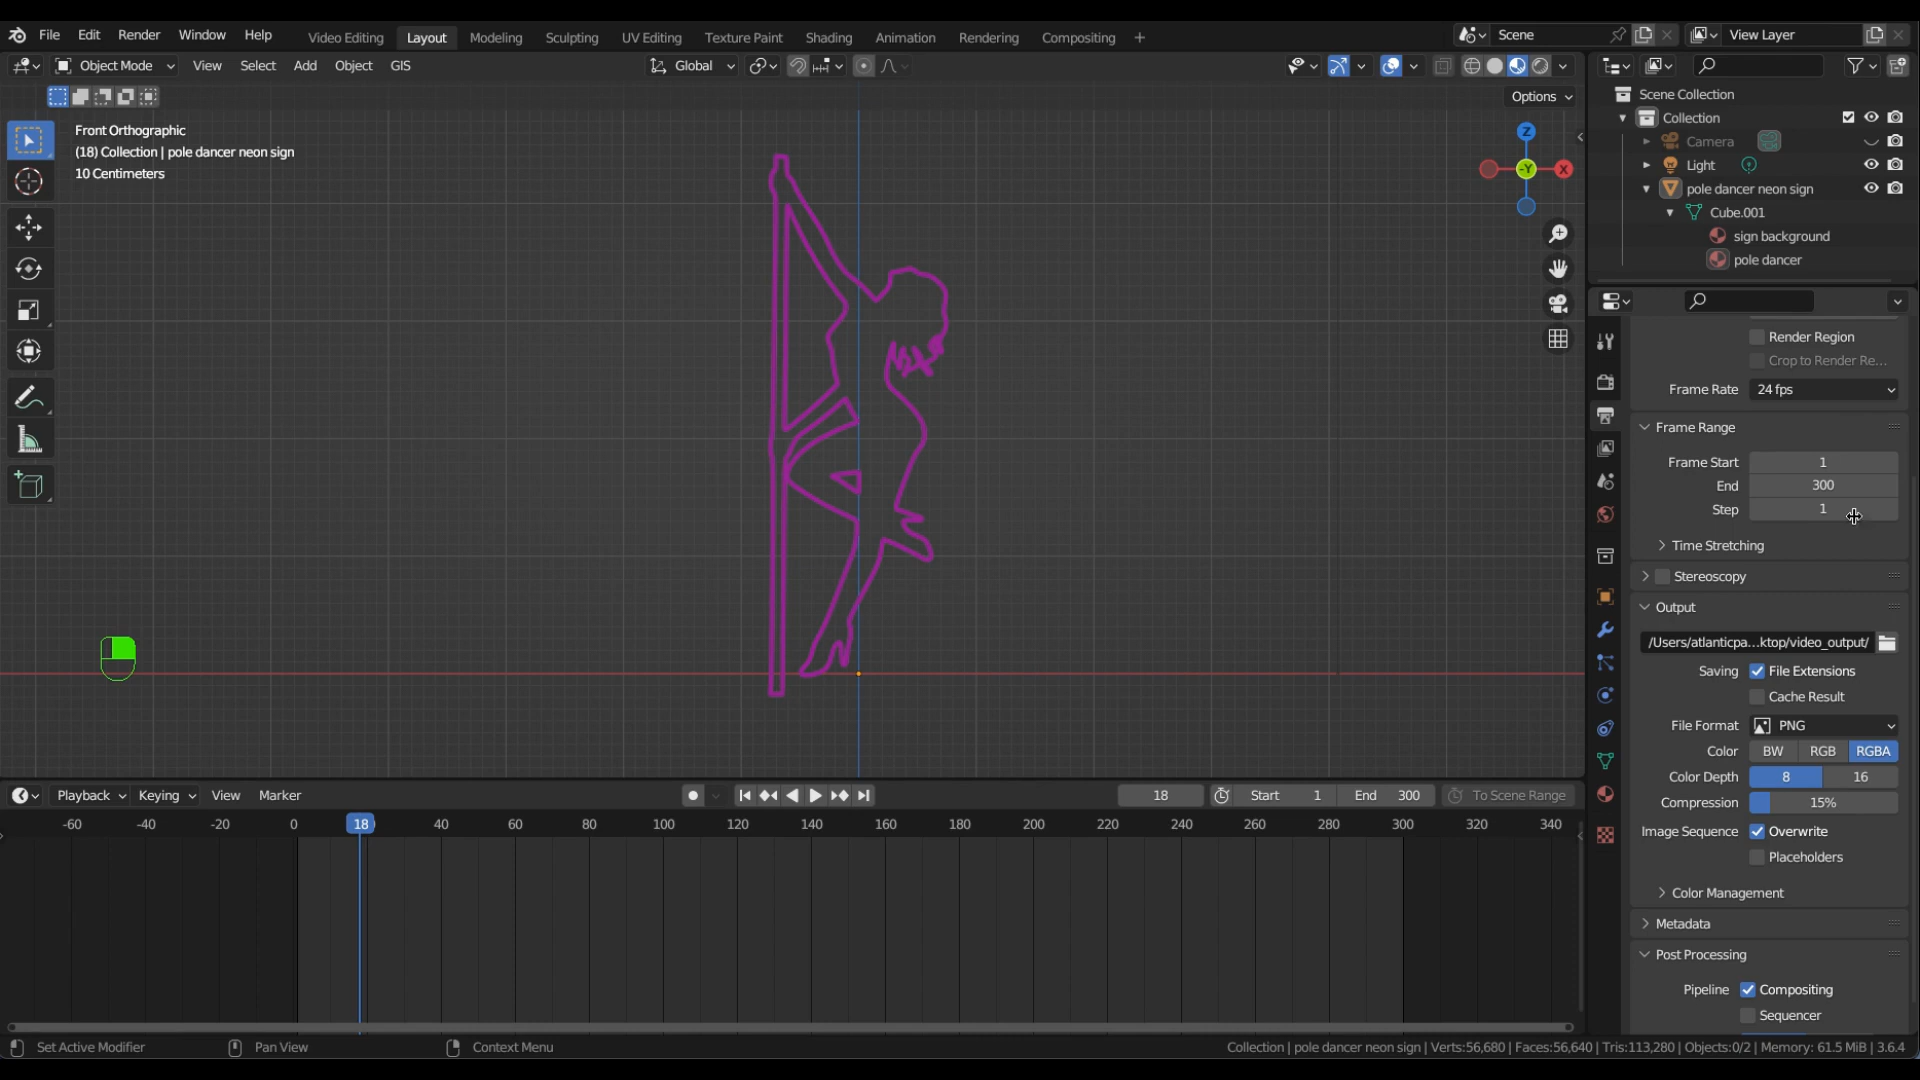 File Edit Render Window Help Video Editing Layout Modeling Sculpting UV Editing Texture Paint Shading Animation Rendering Compositing + Scene View Layer
Object Mode View Select Add Object GIS Global
Options
Front Orthographic
(18) Collection | pole dancer neon sign
10 Centimeters
Z
-Y
X
Scene Collection
Collection
Camera
Light
pole dancer neon sign
Cube.001
sign background
pole dancer
Render Region
Crop to Render Re...
Frame Rate 24 fps
Frame Range
Frame Start 1
End 300
Step 1
Time Stretching
Stereoscopy
Output
/Users/atlanticpa...ktop/video_output/
Saving File Extensions
Cache Result
File Format PNG
Color BW RGB RGBA
Color Depth 8 16
Compression 15%
Image Sequence Overwrite
Placeholders
Color Management
Metadata
Post Processing
Pipeline Compositing
Sequencer
Playback Keying View Marker 18 Start 1 End 300 To Scene Range
-60 -40 -20 0 18 40 60 80 100 120 140 160 180 200 220 240 260 280 300 320 340
Set Active Modifier Pan View Context Menu Collection | pole dancer neon sign | Verts:56,680 | Faces:56,640 | Tris:113,280 | Objects:0/2 | Memory: 61.5 MiB | 3.6.4